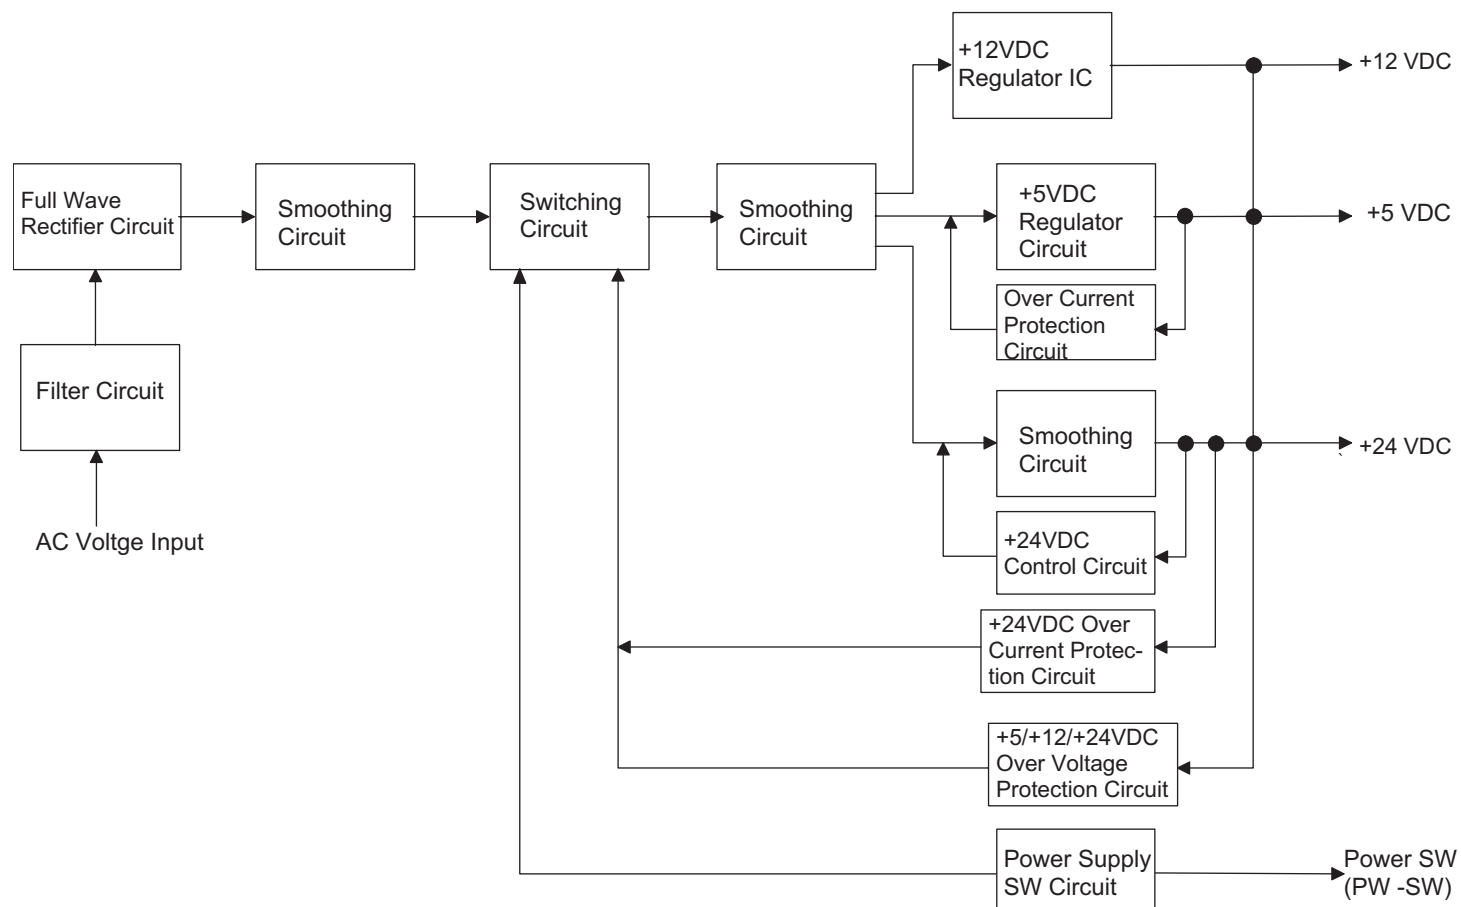 +12VDC
Regulator IC
+12 VDC
Full Wave
Rectifier Circuit
Smoothing
Circuit
Switching
Circuit
Smoothing
Circuit
+5VDC
Regulator
Circuit
+5 VDC
Over Current
Protection
Circuit
Filter Circuit
Smoothing
Circuit
+24 VDC
AC Voltge Input
+24VDC
Control Circuit
+24VDC Over
Current Protec-
tion Circuit
+5/+12/+24VDC
Over Voltage
Protection Circuit
Power Supply
SW Circuit
Power SW
(PW -SW)